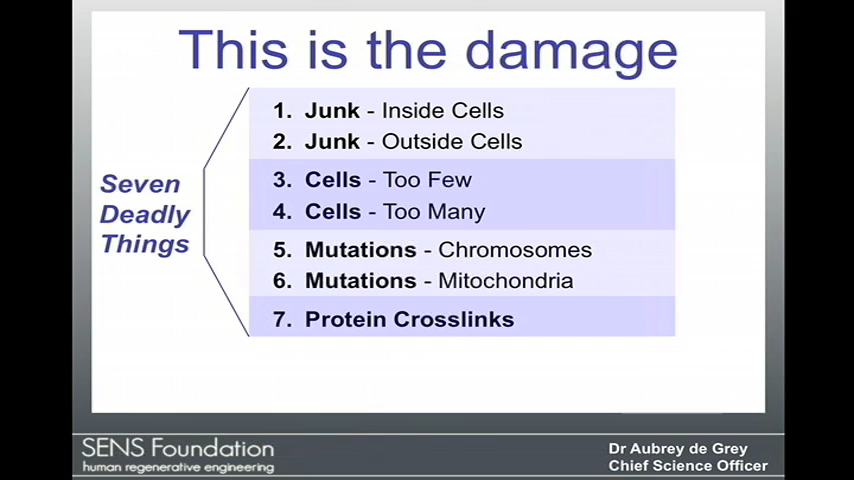 This is the damage
Seven
Deadly
Things
1. Junk - Inside Cells
2. Junk - Outside Cells
3. Cells - Too Few
4. Cells - Too Many
5. Mutations - Chromosomes
6. Mutations - Mitochondria
7. Protein Crosslinks
SENS Foundation
human regenerative engineering
Dr Aubrey de Grey
Chief Science Officer